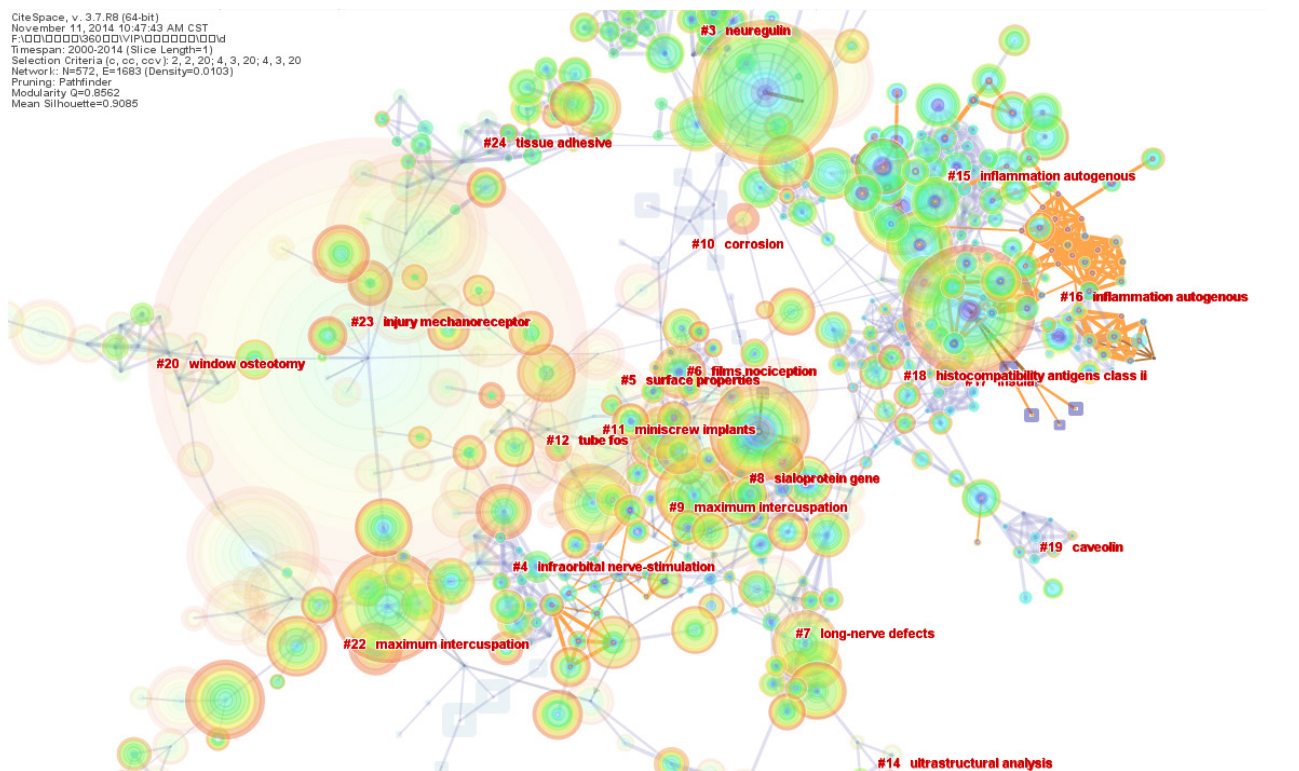 CiteSpace, v. 3.7.R8 (64-bit)
November 11, 2014 10:47:43 AM CST
F:\□□\□□□□\360□□\VIP\□□□□□□\□□\d
Timespan: 2000-2014 (Slice Length=1)
Selection Criteria (c, cc, ccv): 2, 2, 20; 4, 3, 20; 4, 3, 20
Network: N=572, E=1683 (Density=0.0103)
Pruning: Pathfinder
Modularity Q=0.8562
Mean Silhouette=0.9085
#3 neuregulin
#24 tissue adhesive
#15 inflammation autogenous
#10 corrosion
#16 inflammation autogenous
#23 injury mechanoreceptor
#20 window osteotomy
#6 films nociception
#5 surface properties
#18 histocompatibility antigens class ii
#11 miniscrew implants
#12 tube fos
#8 sialoprotein gene
#9 maximum intercuspation
#19 caveolin
#4 infraorbital nerve-stimulation
#7 long-nerve defects
#22 maximum intercuspation
#14 ultrastructural analysis